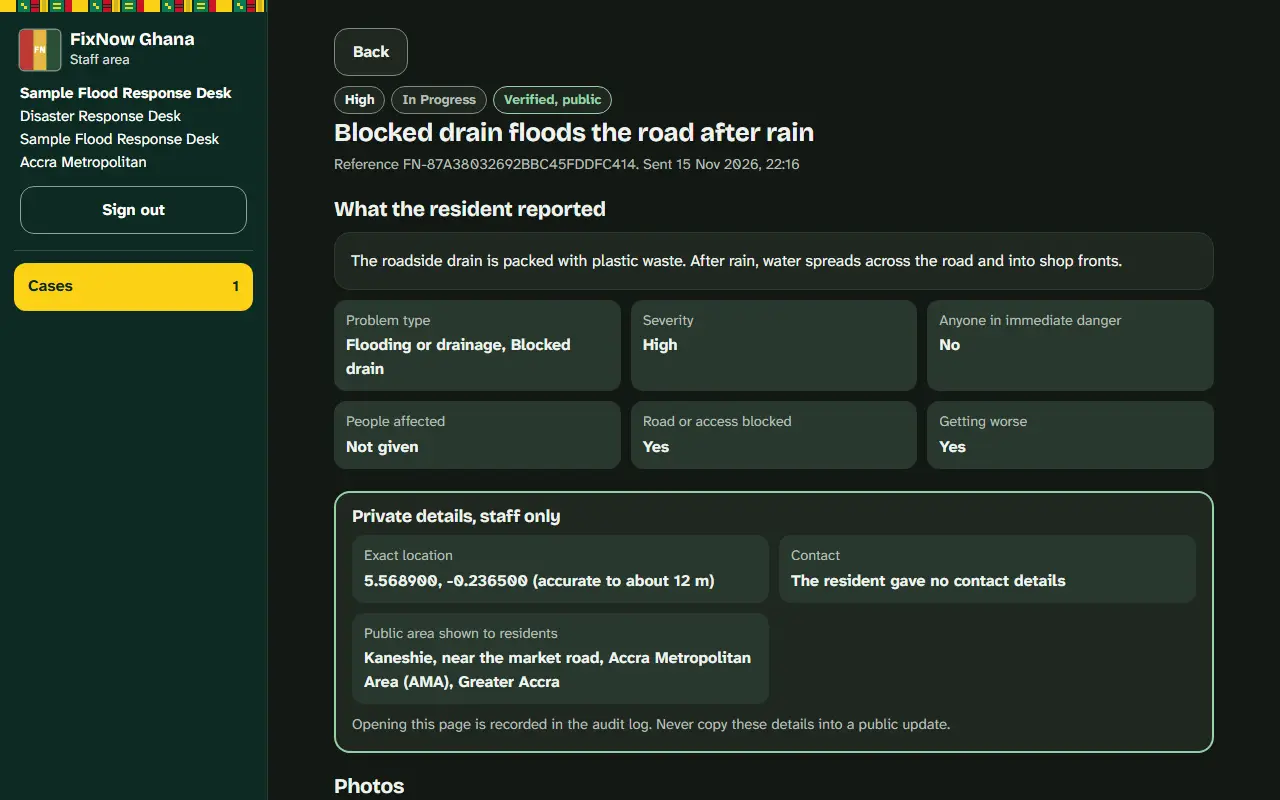 FN
FixNow Ghana
Staff area
Sample Flood Response Desk
Disaster Response Desk
Sample Flood Response Desk
Accra Metropolitan
Sign out
Cases 1
Back
High In Progress Verified, public
Blocked drain floods the road after rain
Reference FN-87A38032692BBC45FDDFC414. Sent 15 Nov 2026, 22:16
What the resident reported
The roadside drain is packed with plastic waste. After rain, water spreads across the road and into shop fronts.
Problem type
Flooding or drainage, Blocked
drain
Severity
High
Anyone in immediate danger
No
People affected
Not given
Road or access blocked
Yes
Getting worse
Yes
Private details, staff only
Exact location
5.568900, -0.236500 (accurate to about 12 m)
Contact
The resident gave no contact details
Public area shown to residents
Kaneshie, near the market road, Accra Metropolitan
Area (AMA), Greater Accra
Opening this page is recorded in the audit log. Never copy these details into a public update.
Photos